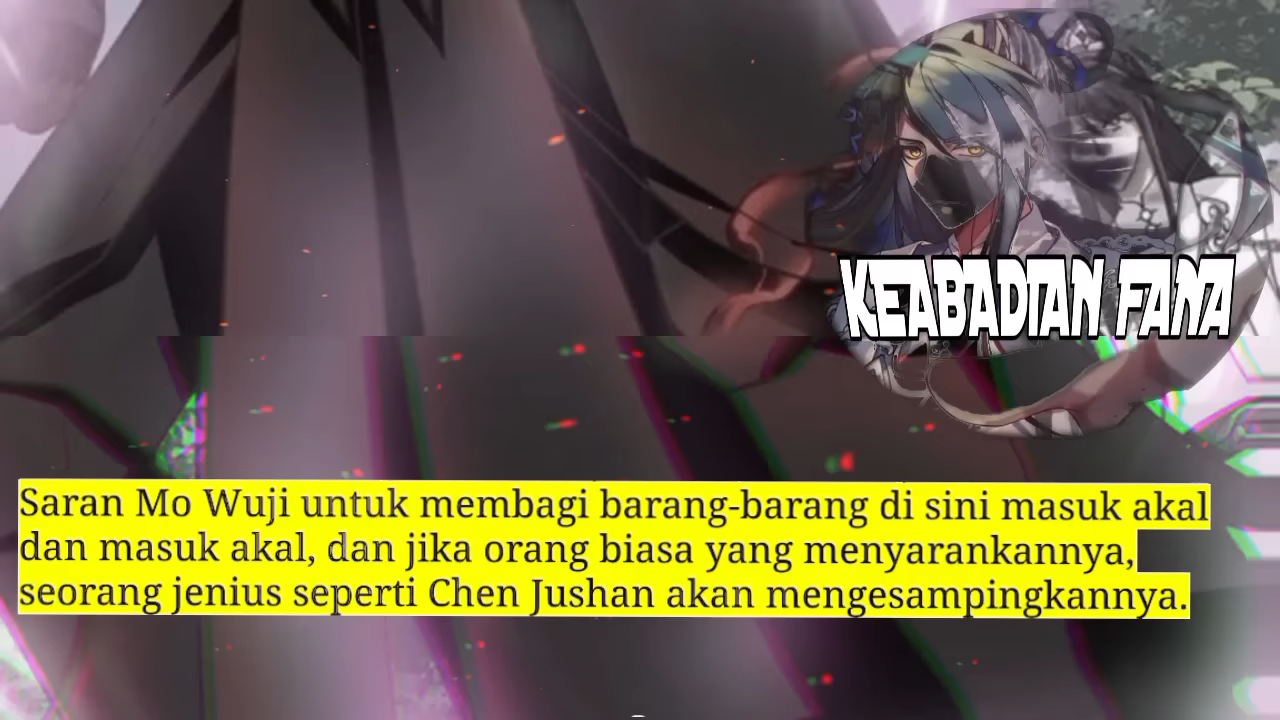 KEABADIAN FANA
Saran Mo Wuji untuk membagi barang-barang di sini masuk akal
dan masuk akal, dan jika orang biasa yang menyarankannya,
seorang jenius seperti Chen Jushan akan mengesampingkannya.